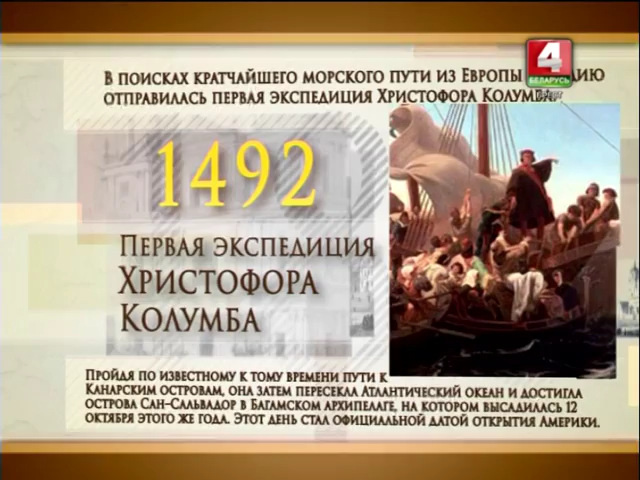 В ПОИСКАХ КРАТЧАЙШЕГО МОРСКОГО ПУТИ ИЗ ЕВРОПЫ
ОТПРАВИЛАСЬ ПЕРВАЯ ЭКСПЕДИЦИЯ ХРИСТОФОРА КОЛУМБА
4
БЕЛАРУСЬ
1492
ПЕРВАЯ ЭКСПЕДИЦИЯ
ХРИСТОФОРА
КОЛУМБА
ПРОЙДЯ ПО ИЗВЕСТНОМУ К ТОМУ ВРЕМЕНИ ПУТИ К
КАНАРСКИМ ОСТРОВАМ, ОНА ЗАТЕМ ПЕРЕСЕКЛА АТЛАНТИЧЕСКИЙ ОКЕАН И ДОСТИГЛА
ОСТРОВА САН-САЛЬВАДОР В БАГАМСКОМ АРХИПЕЛАГЕ, НА КОТОРОМ ВЫСАДИЛАСЬ 12
ОКТЯБРЯ ЭТОГО ЖЕ ГОДА. ЭТОТ ДЕНЬ СТАЛ ОФИЦИАЛЬНОЙ ДАТОЙ ОТКРЫТИЯ АМЕРИКИ.